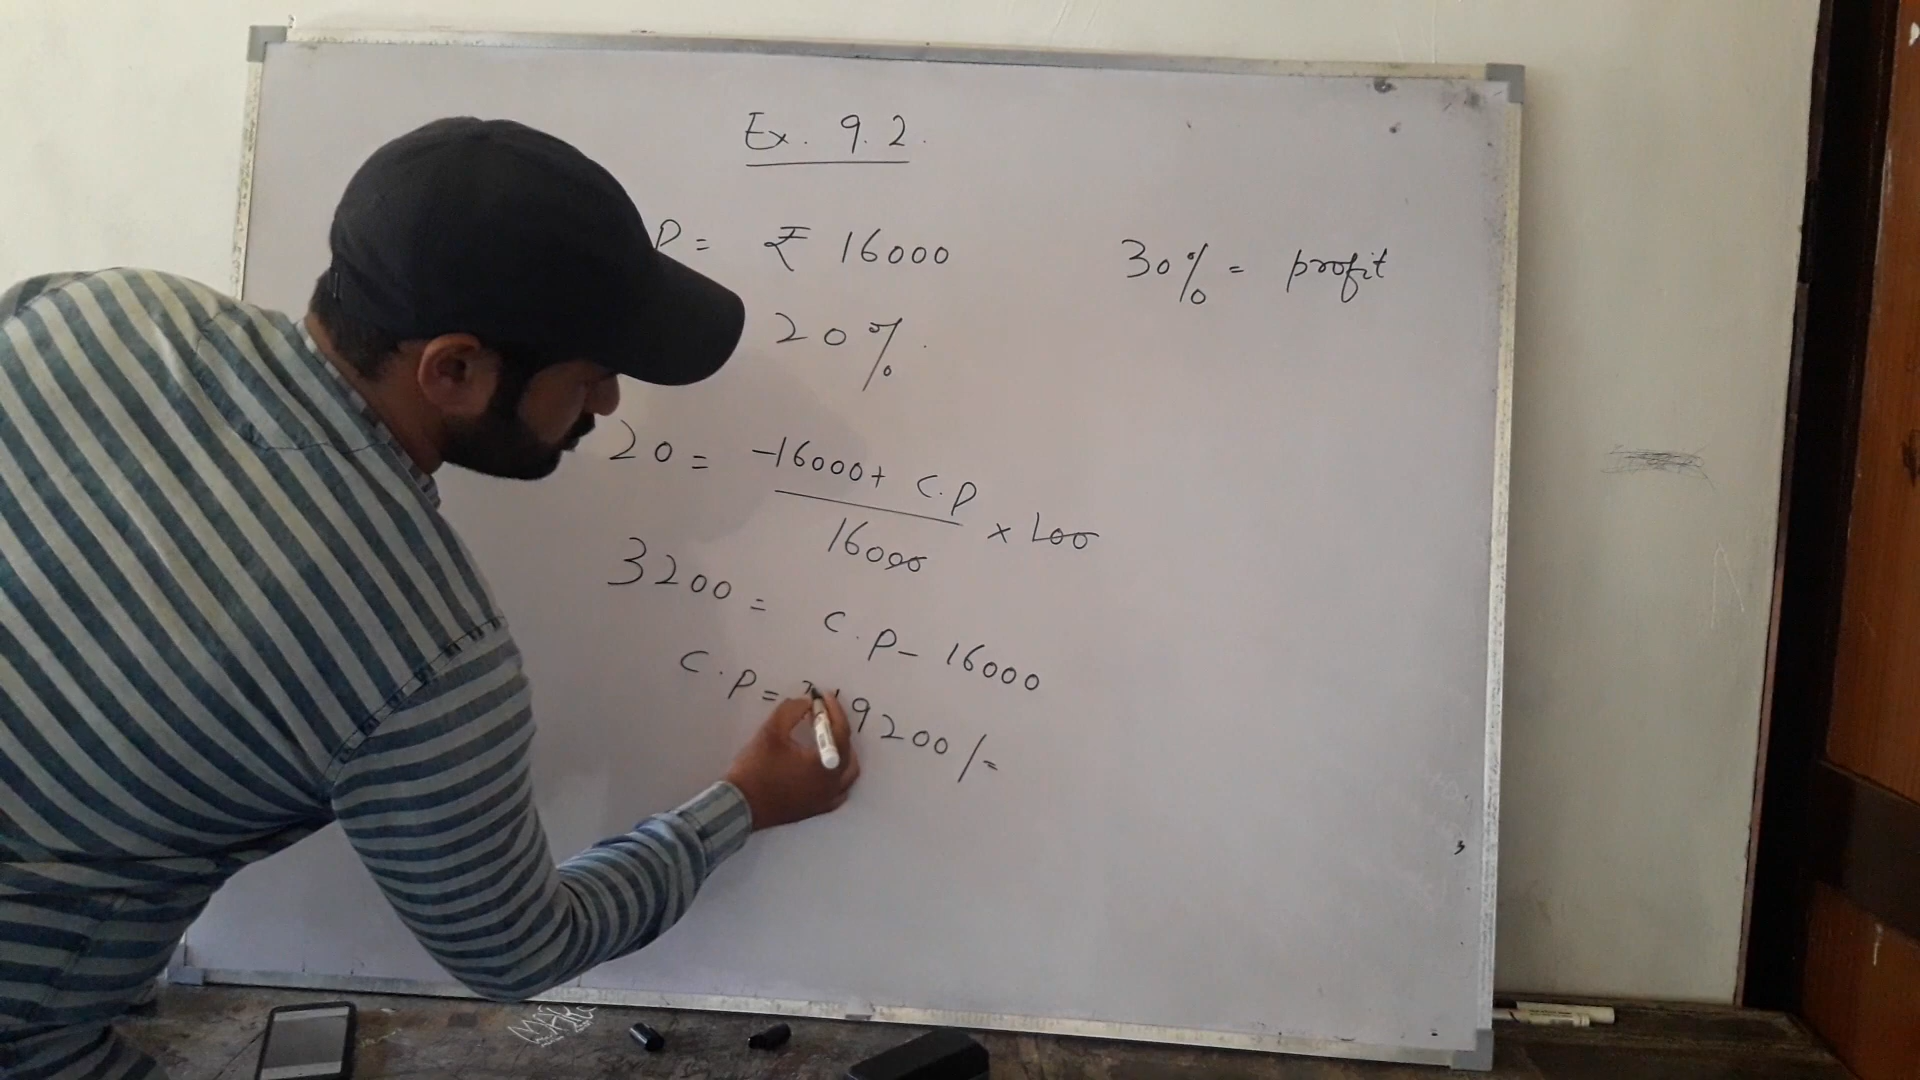 Ex. 9.2.
P = ₹ 16000
30% = profit
20%.
20 = -16000 + C.P
16000 × 100
3200 = C.P - 16000
C.P = 19200/=